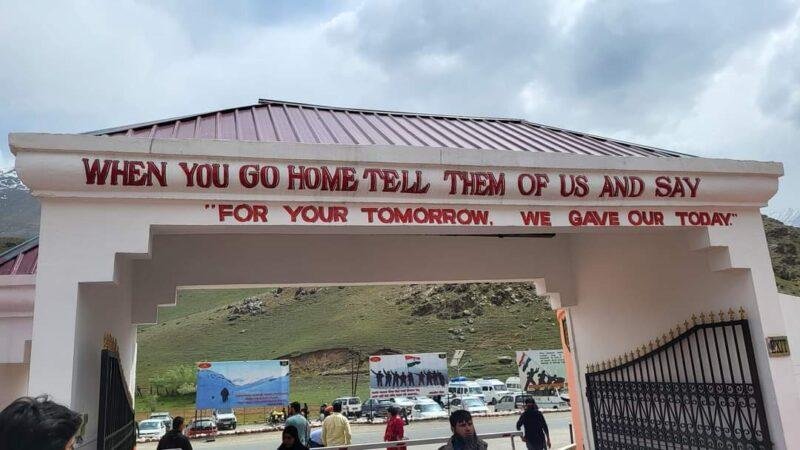 WHEN YOU GO HOME TELL THEM OF US AND SAY
"FOR YOUR TOMORROW, WE GAVE OUR TODAY."